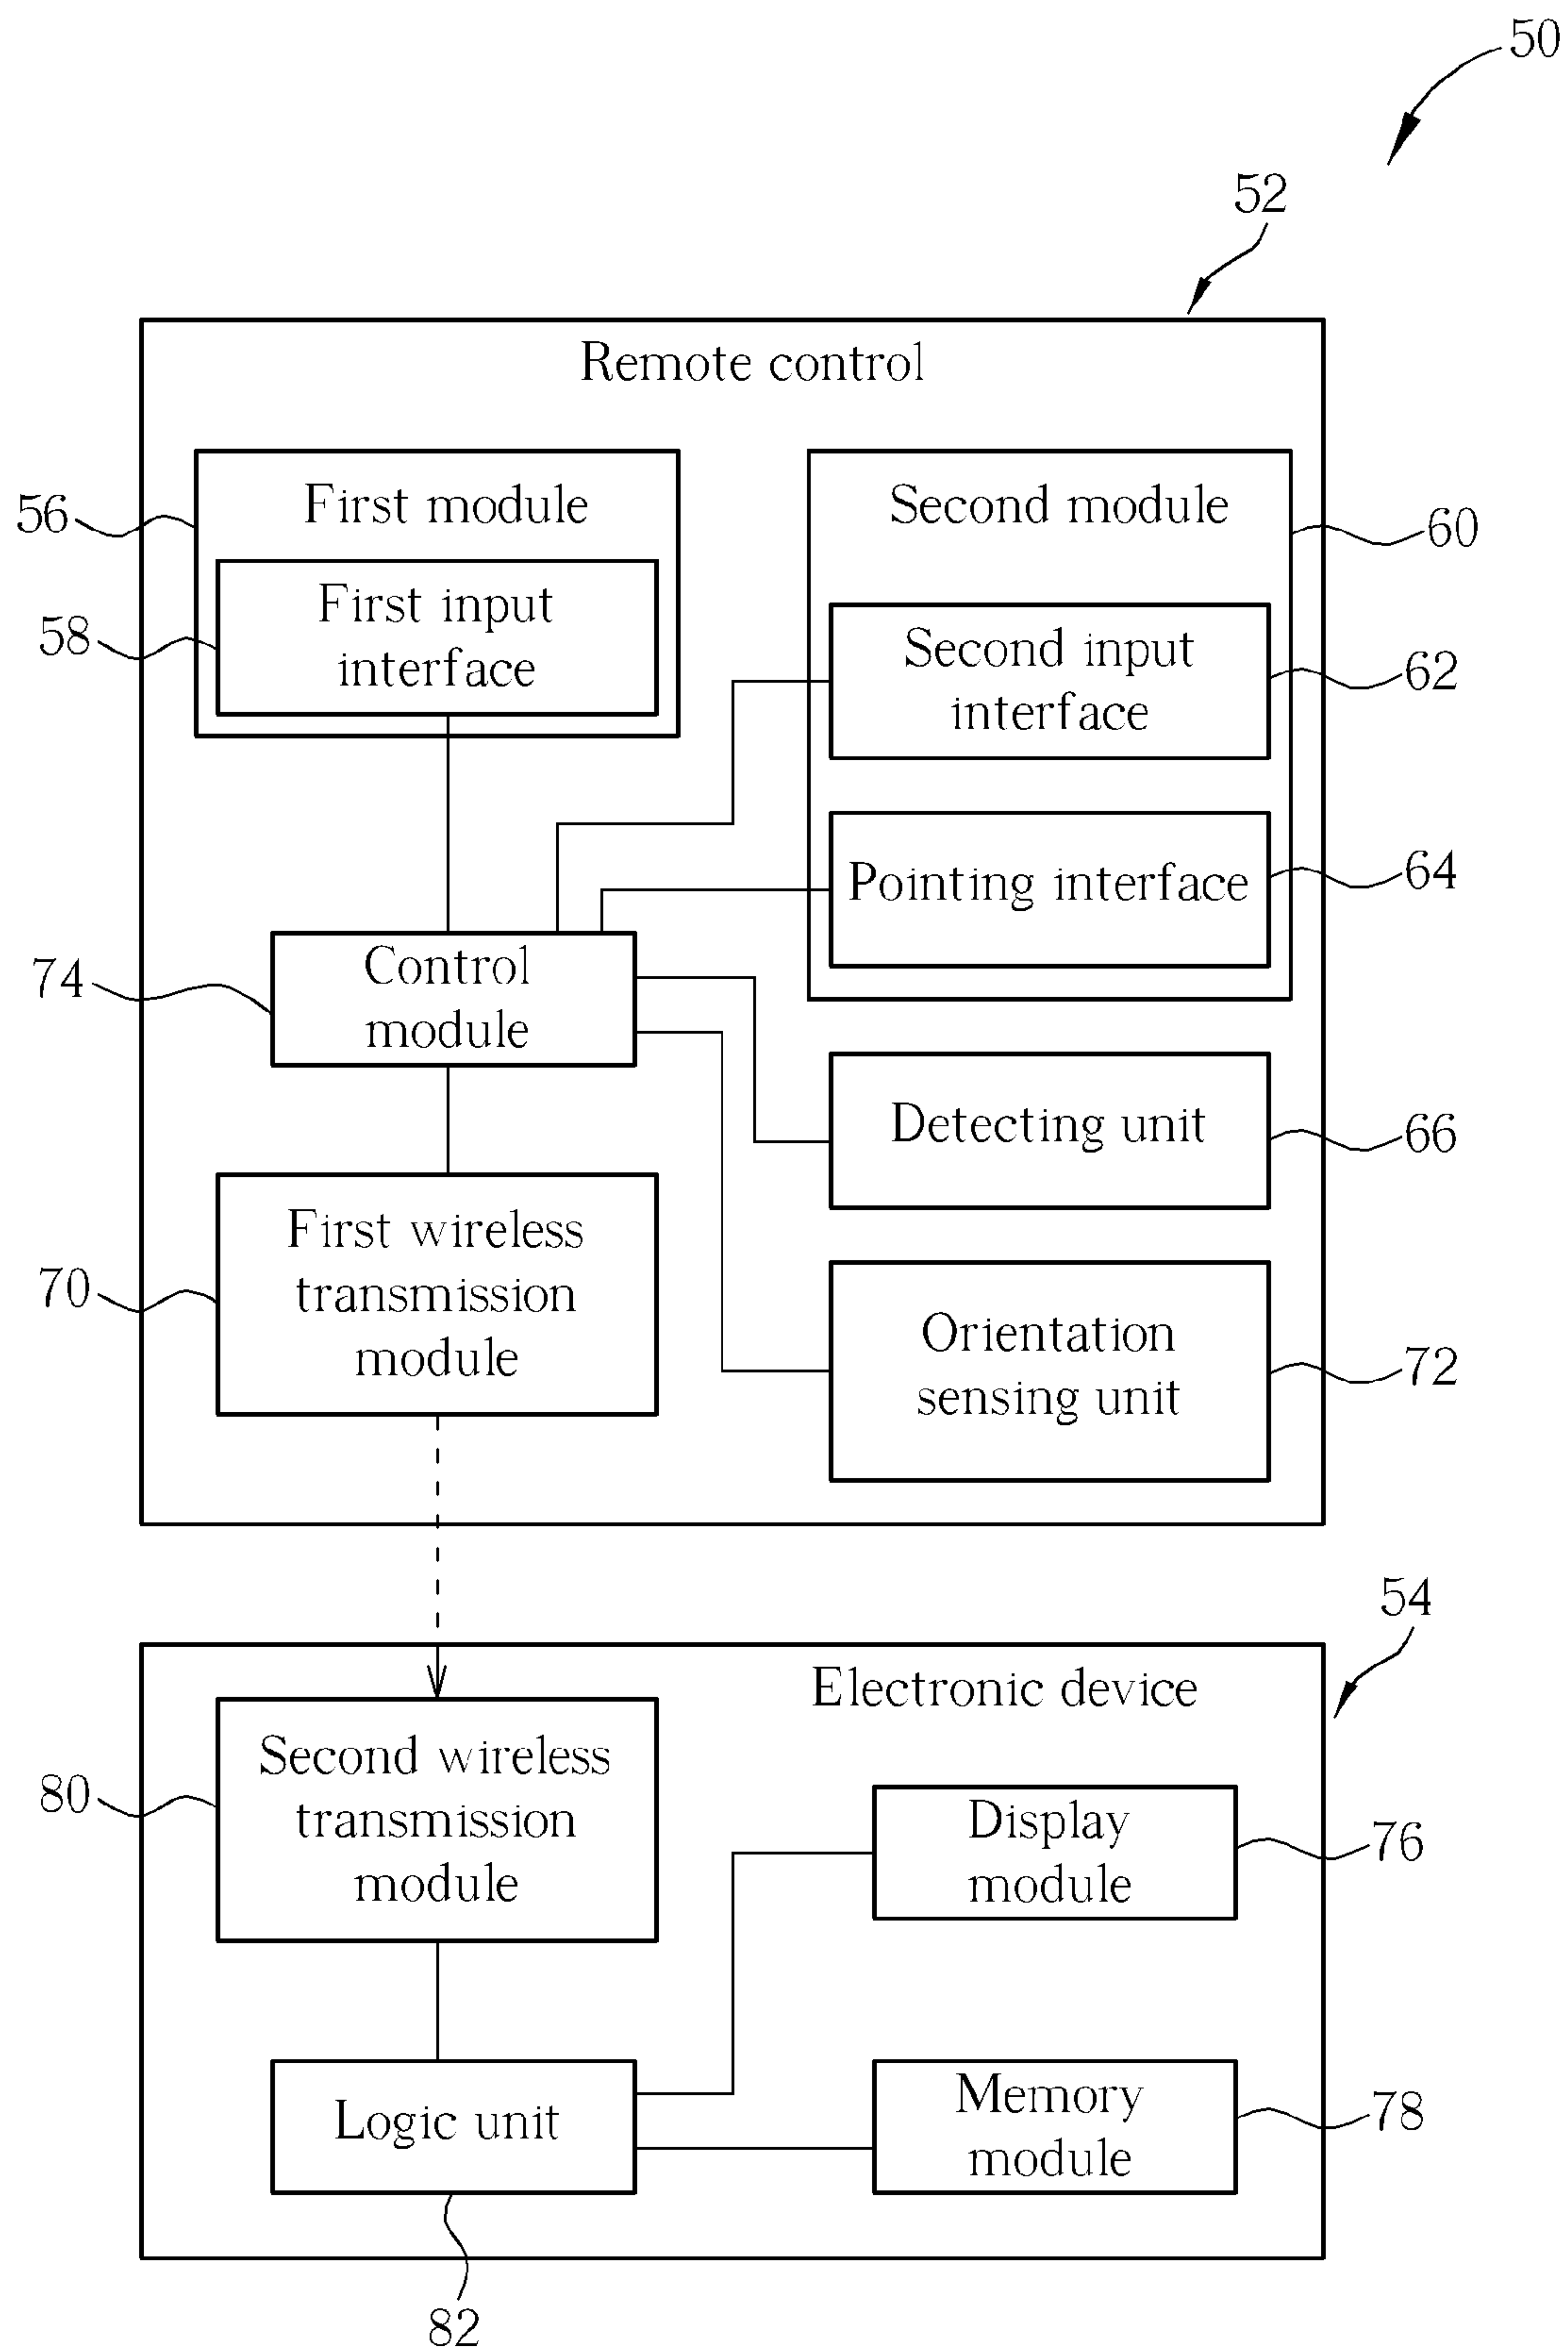 50
52
Remote control
First module
56
First input
interface
58
Second module
60
Second input
interface
62
Pointing interface
64
Control
module
74
Detecting unit
66
First wireless
transmission
module
70
Orientation
sensing unit
72
54
Electronic device
Second wireless
transmission
module
80
Display
module
76
Logic unit
Memory
module
78
82